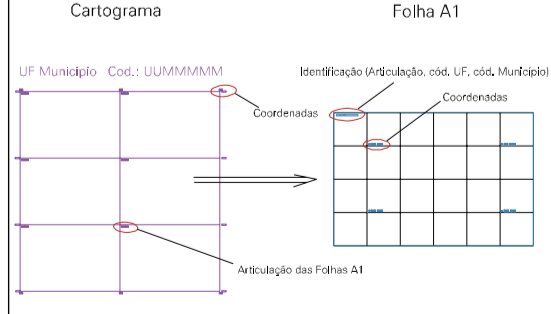 Cartograma
Folha A1
UF Município Cod.: UUMMMMM
Identificação (Articulação, cód. UF, cód. Município)
Coordenadas
Coordenadas
Articulação das Folhas A1